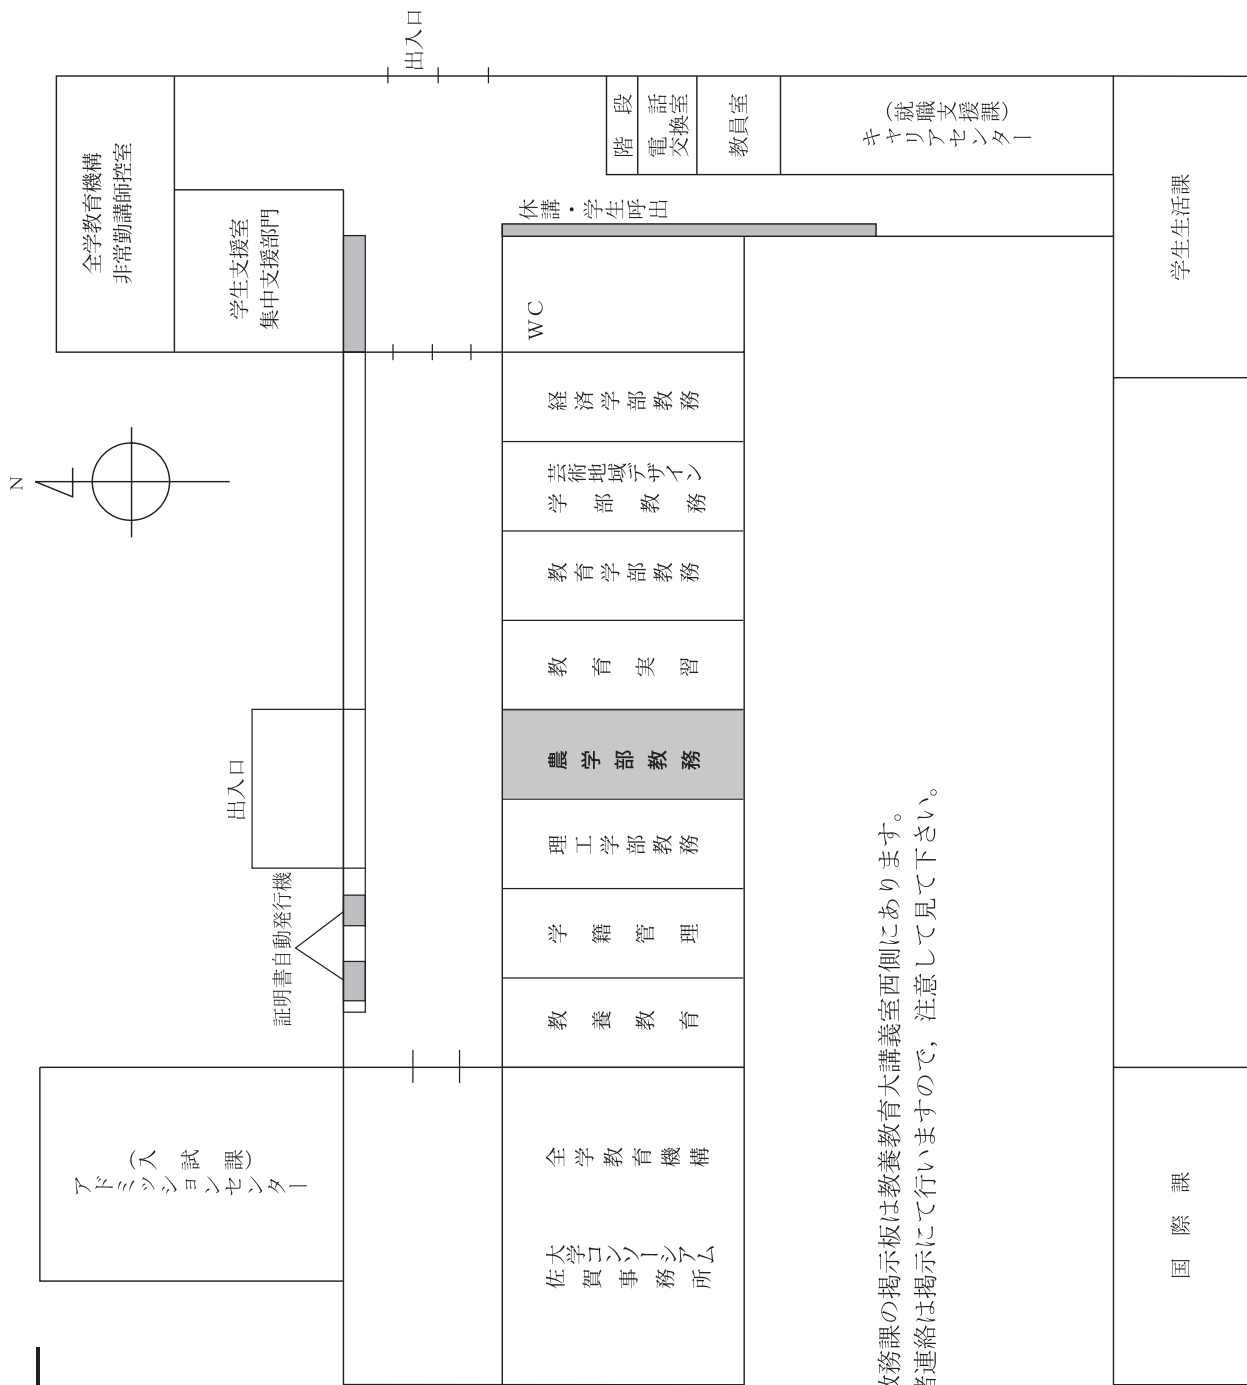 N
出入口
全学教育機構
非常勤講師控室
学生支援室
集中支援部門
階段
電話
交換室
教員室
(就職支援課)
キャリアセンター
学生生活課
休講・学生呼出
WC
経済学部教務
芸術地域デザイン
学部教務
教育学部教務
教育実習
農学部教務
理工学部教務
学籍管理
教養教育
出入口
証明書自動発行機
(入試課)
アドミッションセンター
全学教育機構
大学コンソーシアム
佐賀事務所
国際課
務課の掲示板は教養教育大講義室西側にあります。
連絡は掲示にて行いますので，注意して見て下さい。